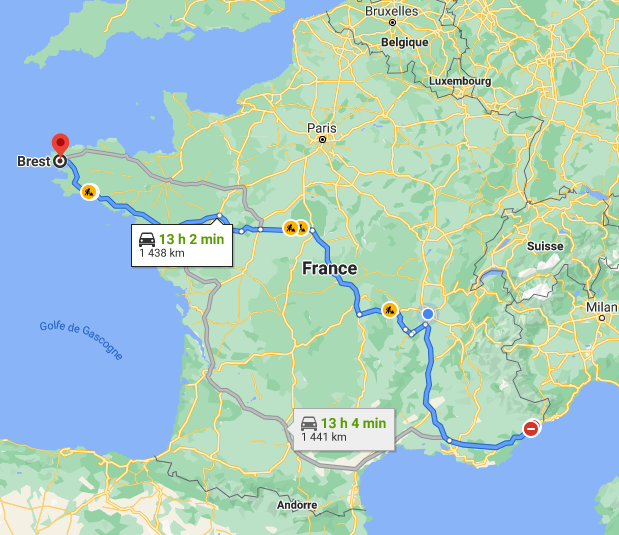 Bruxelles
Belgique
Luxembourg
Paris
Brest
13 h 2 min
1 438 km
Suisse
France
Milan
Golfe de Gascogne
13 h 4 min
1 441 km
Andorre